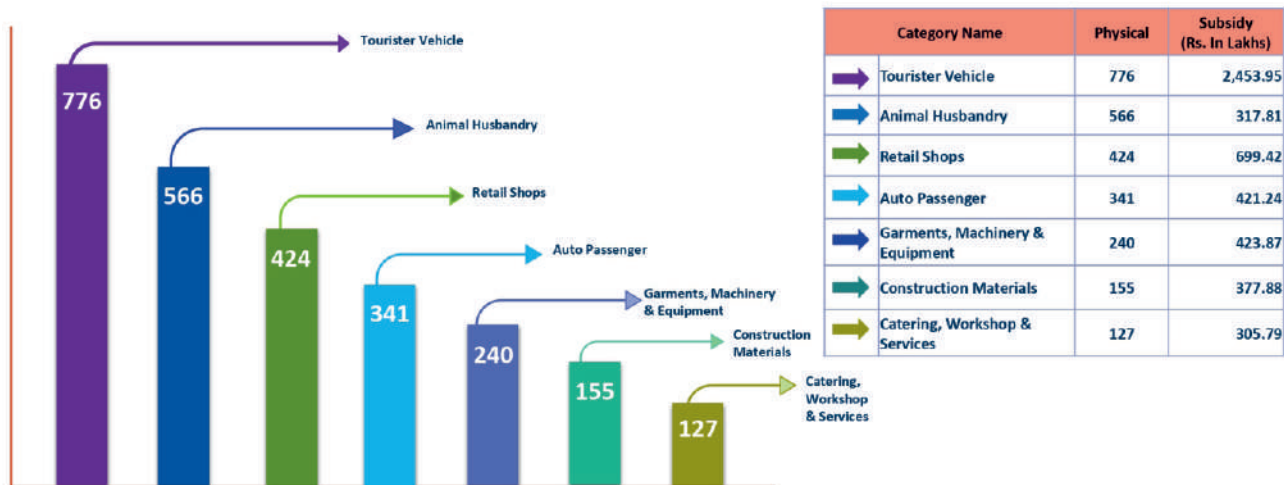 Tourister Vehicle
776
Animal Husbandry
566
Retail Shops
424
Auto Passenger
341
Garments, Machinery
& Equipment
240
Construction
Materials
155
Catering,
Workshop
& Services
127
Category Name Physical Subsidy
(Rs. In Lakhs)
Tourister Vehicle 776 2,453.95
Animal Husbandry 566 317.81
Retail Shops 424 699.42
Auto Passenger 341 421.24
Garments, Machinery &
Equipment 240 423.87
Construction Materials 155 377.88
Catering, Workshop &
Services 127 305.79